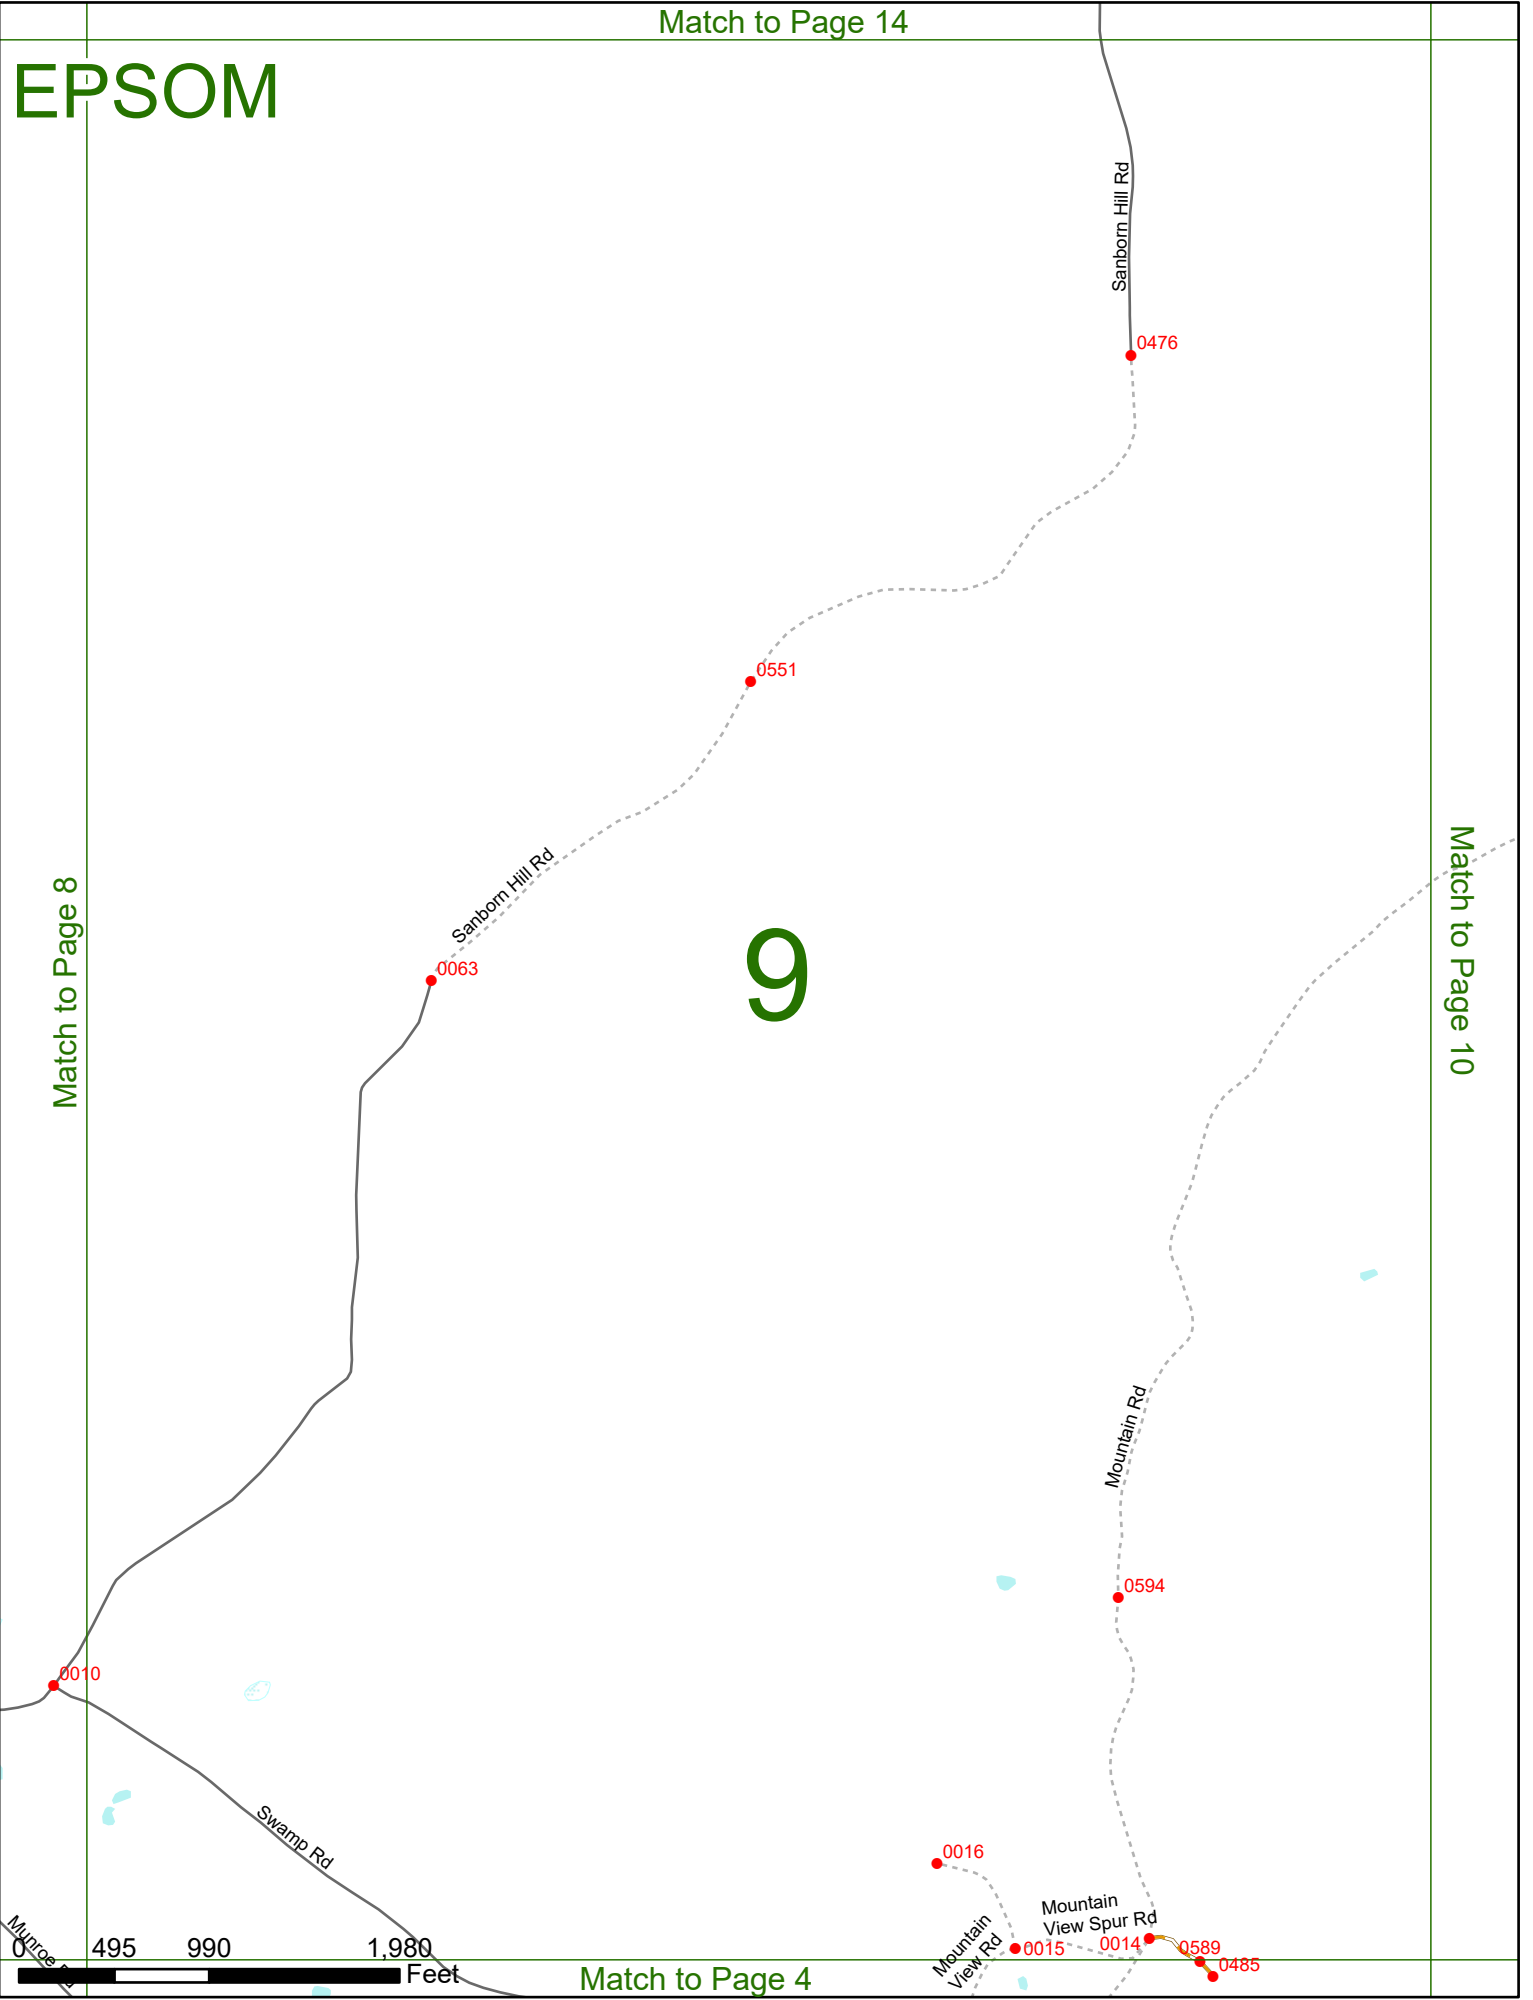 Match to Page 14
EPSOM
Sanborn Hill Rd
0476
0551
Sanborn Hill Rd
0063
9
Match to Page 8
Match to Page 10
Mountain Rd
0594
0010
Swamp Rd
0016
Mountain
View Spur Rd
Mountain
View Rd
0015
0014
0589
0485
Munroe Rd
0 495 990 1,980
Feet
Match to Page 4